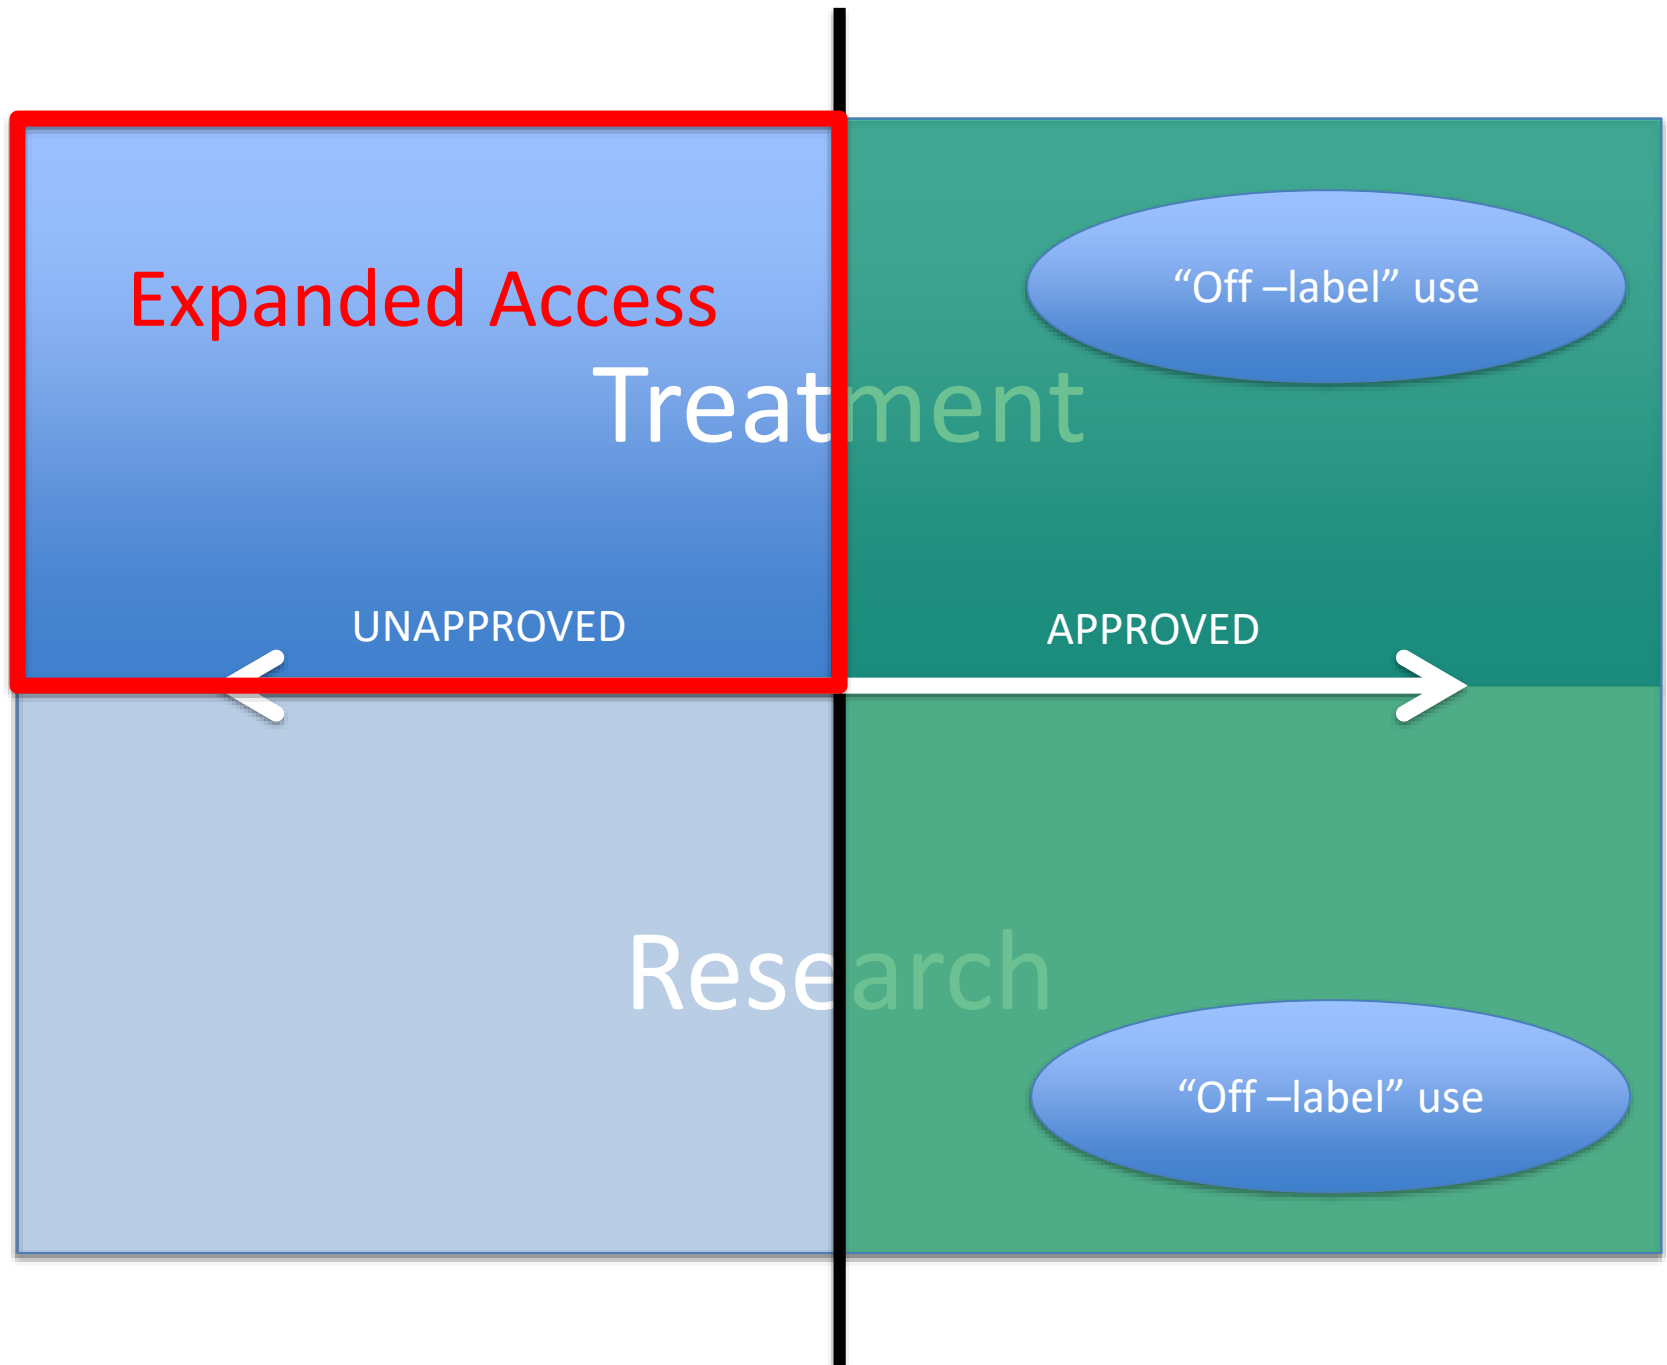 Expanded Access
“Off –label” use
Treatment
UNAPPROVED
APPROVED
Research
“Off –label” use